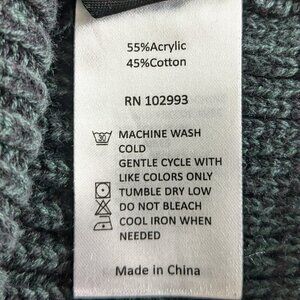 55%Acrylic
45%Cotton
RN 102993
30
MACHINE WASH
COLD
GENTLE CYCLE WITH
LIKE COLORS ONLY
TUMBLE DRY LOW
DO NOT BLEACH
COOL IRON WHEN
NEEDED
Made in China